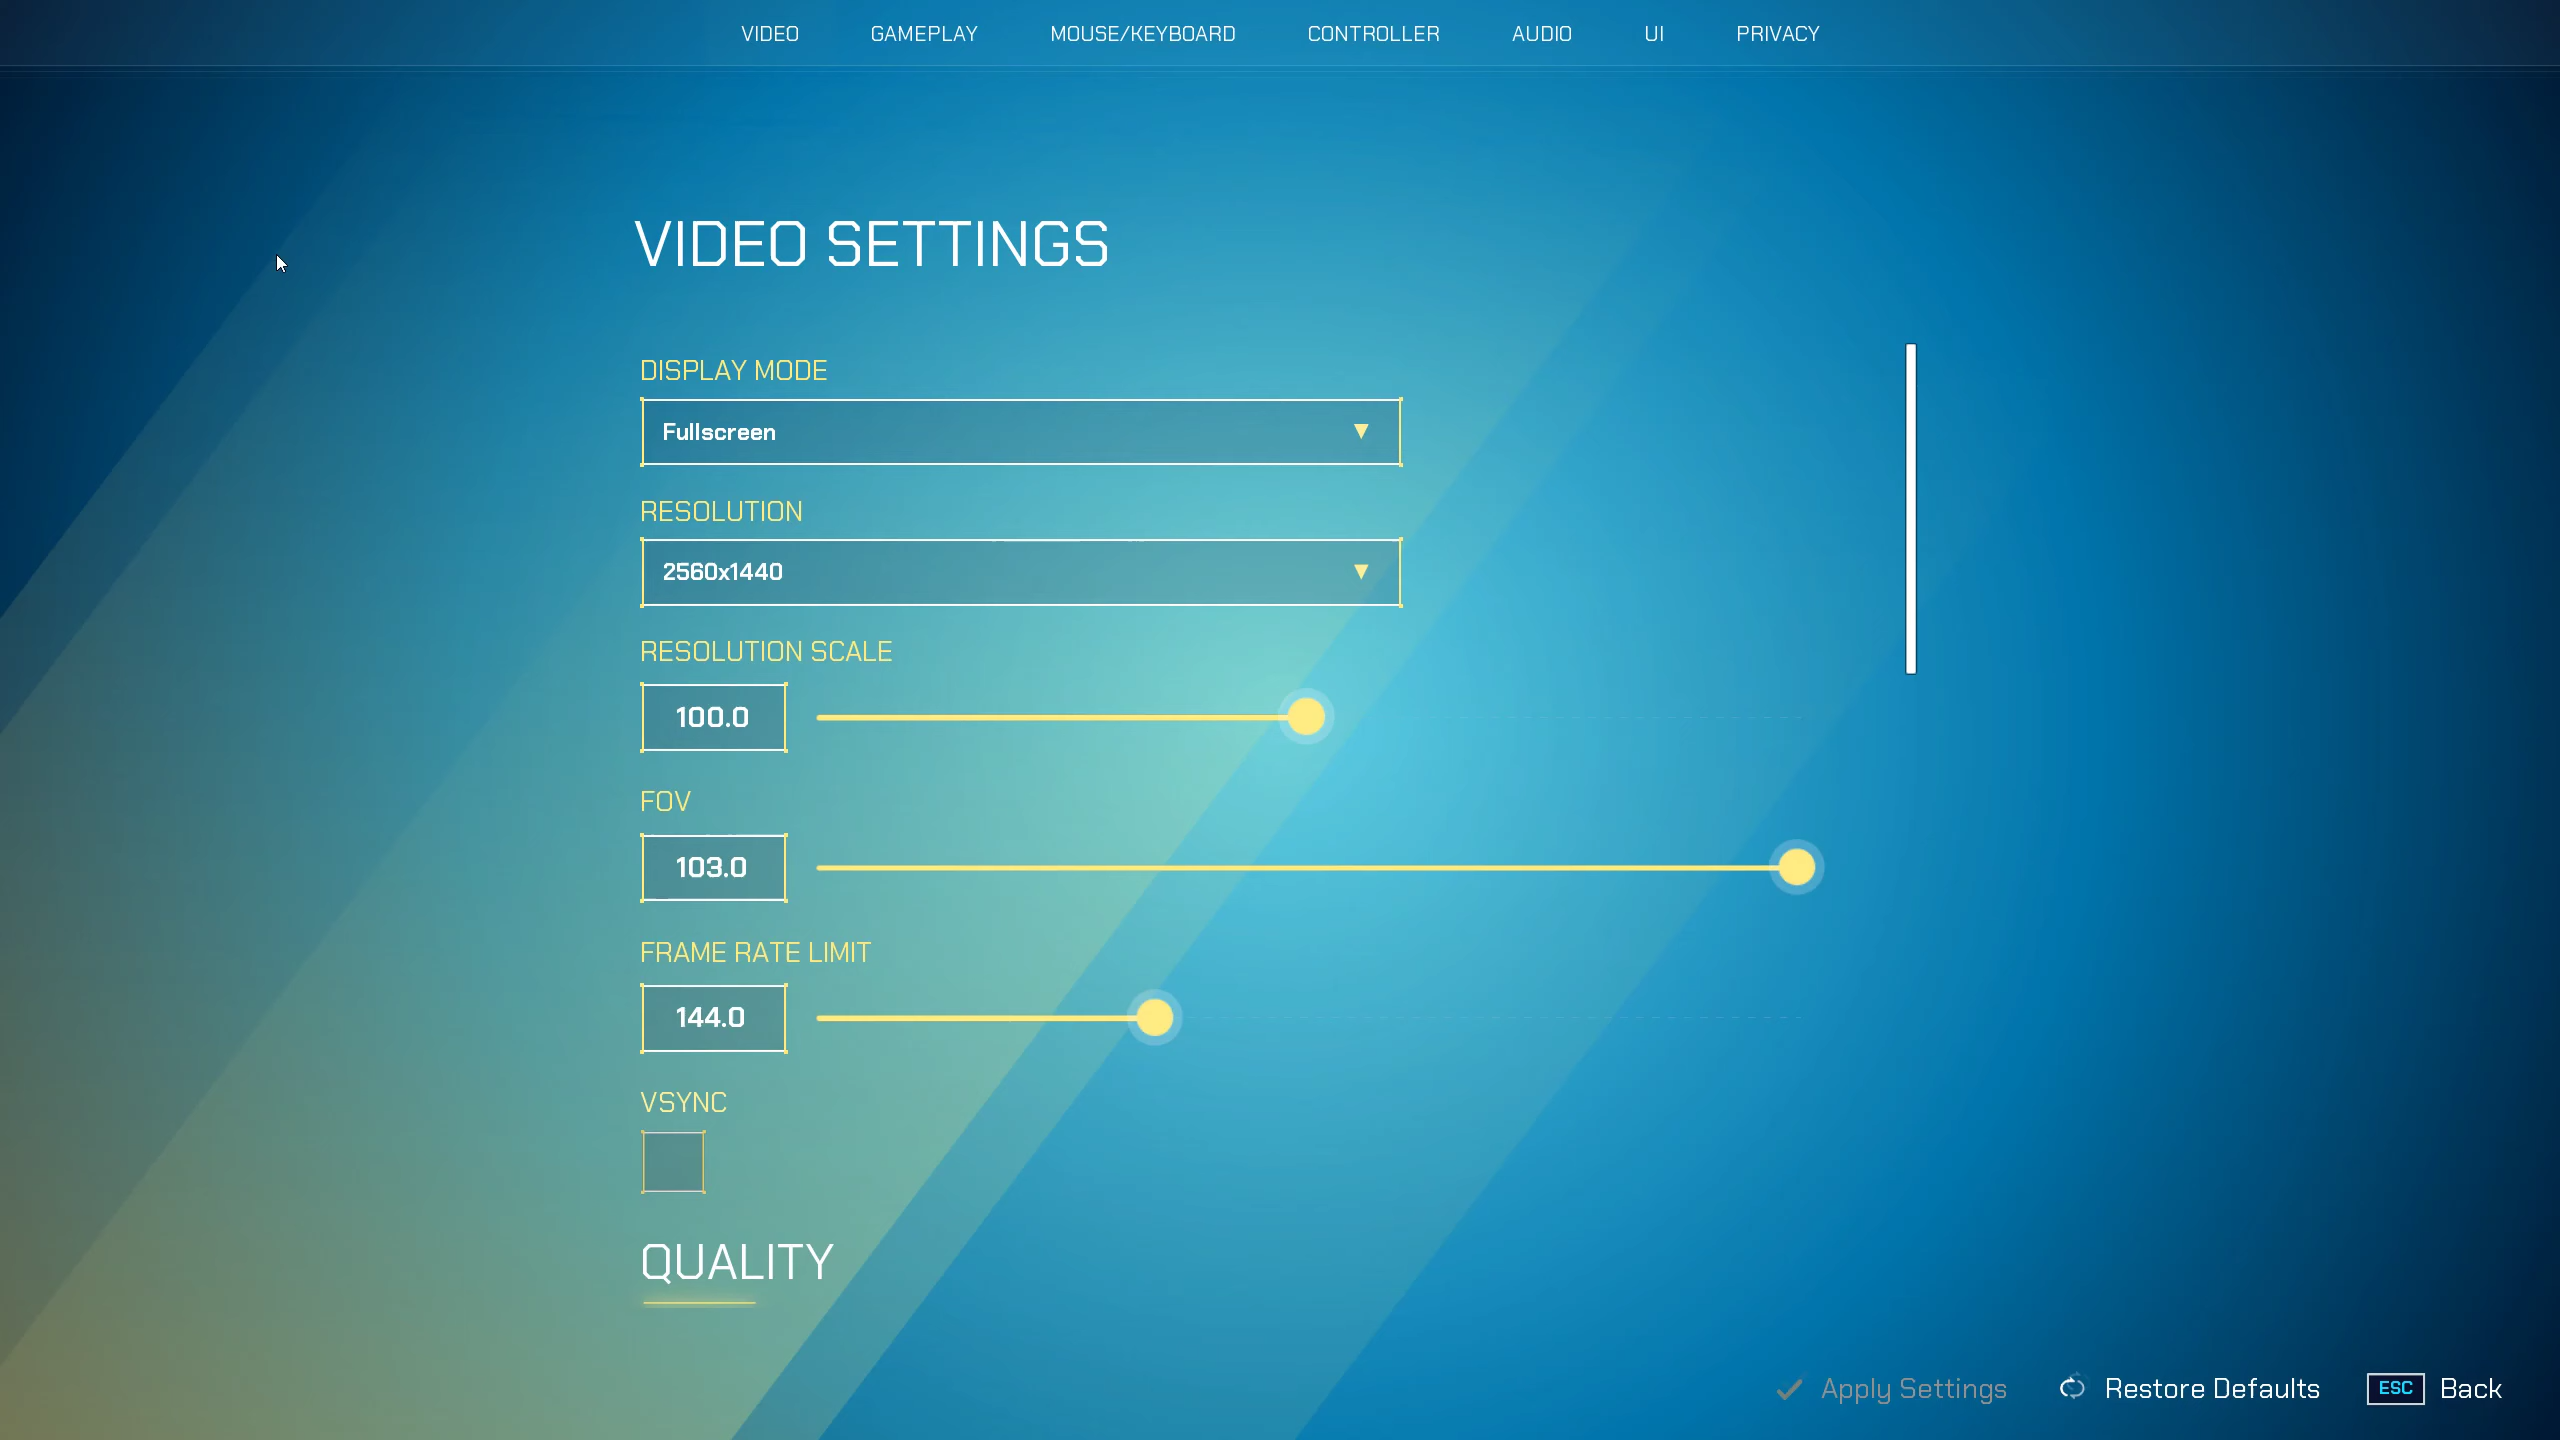 VIDEO GAMEPLAY MOUSE/KEYBOARD CONTROLLER AUDIO UI PRIVACY
VIDEO SETTINGS
DISPLAY MODE
Fullscreen
RESOLUTION
2560x1440
RESOLUTION SCALE
100.0
FOV
103.0
FRAME RATE LIMIT
144.0
VSYNC
QUALITY
Apply Settings Restore Defaults ESC Back